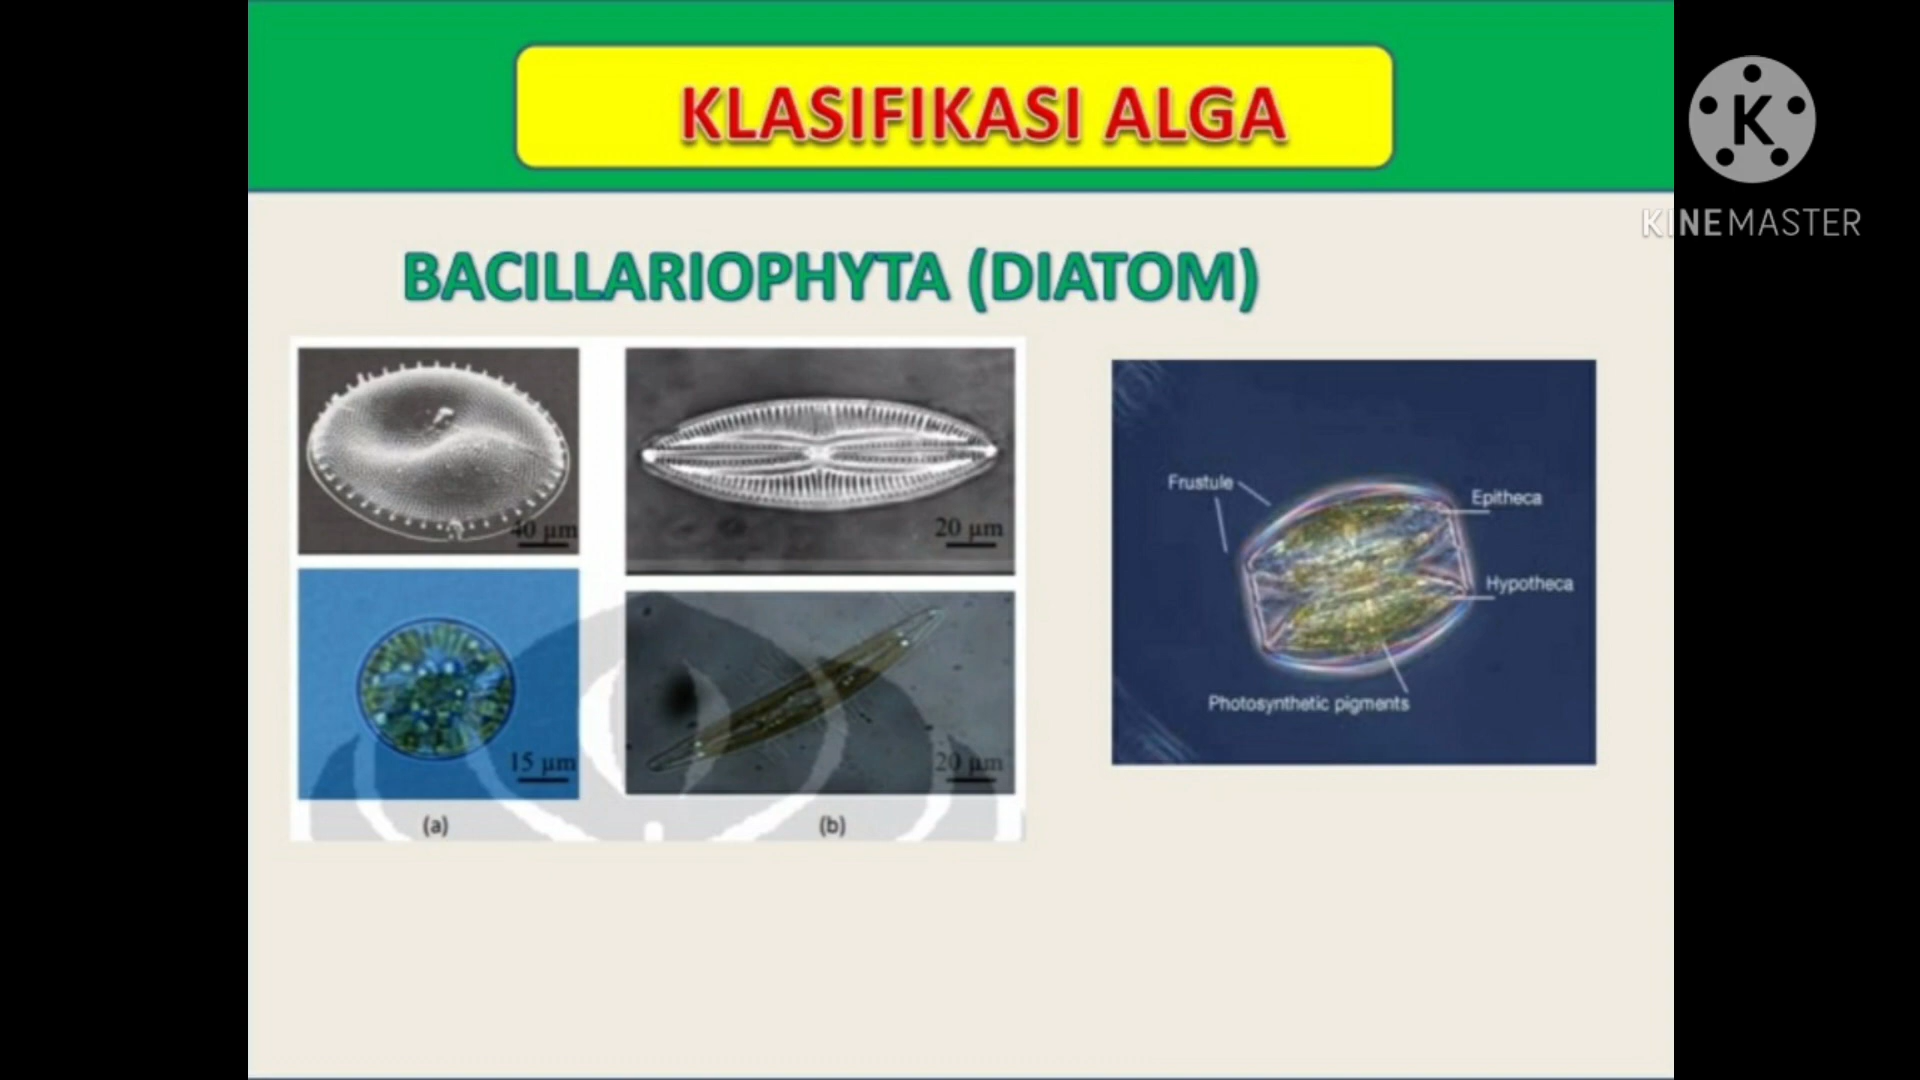 KLASIFIKASI ALGA
KINEMASTER
BACILLARIOPHYTA (DIATOM)
40 µm
20 µm
15 µm
20 µm
(a)
(b)
Frustule
Epitheca
Hypotheca
Photosynthetic pigments